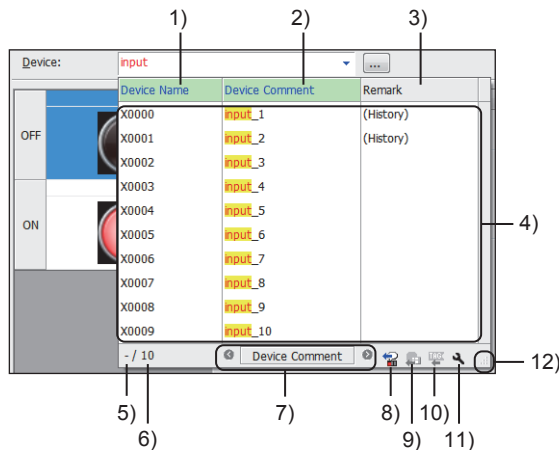 1) 2) 3)
Device: input ...
Device Name Device Comment Remark
X0000 input_1 (History)
OFF X0001 input_2 (History)
X0002 input_3
X0003 input_4
ON X0004 input_5 4)
X0005 input_6
X0006 input_7
X0007 input_8
X0008 input_9
X0009 input_10
- / 10 Device Comment 12)
5) 6) 7) 8) 9) 10) 11)